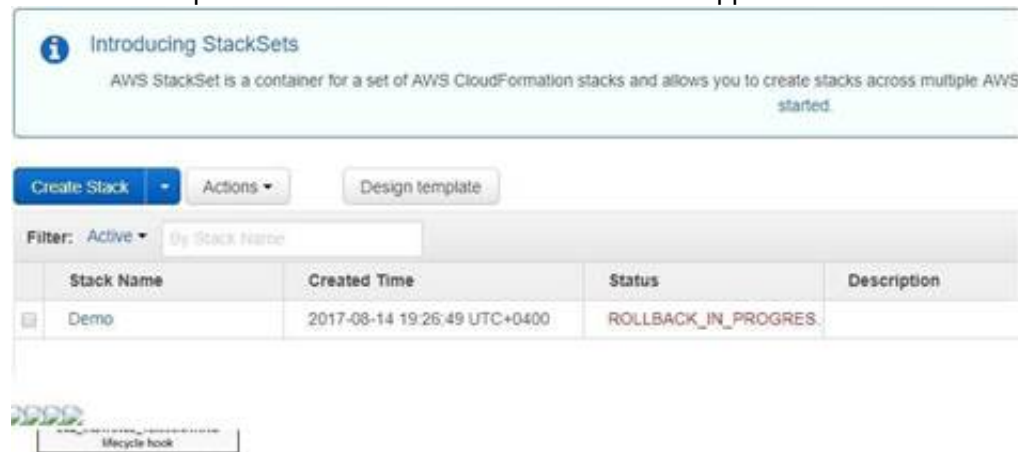 Introducing StackSets
AWS StackSet is a container for a set of AWS CloudFormation stacks and allows you to create stacks across multiple AWS
started.
Create Stack Actions Design template
Filter: Active By Stack Name
Stack Name Created Time Status Description
Demo 2017-08-14 19:26:49 UTC+0400 ROLLBACK_IN_PROGRES.
lifecycle hook